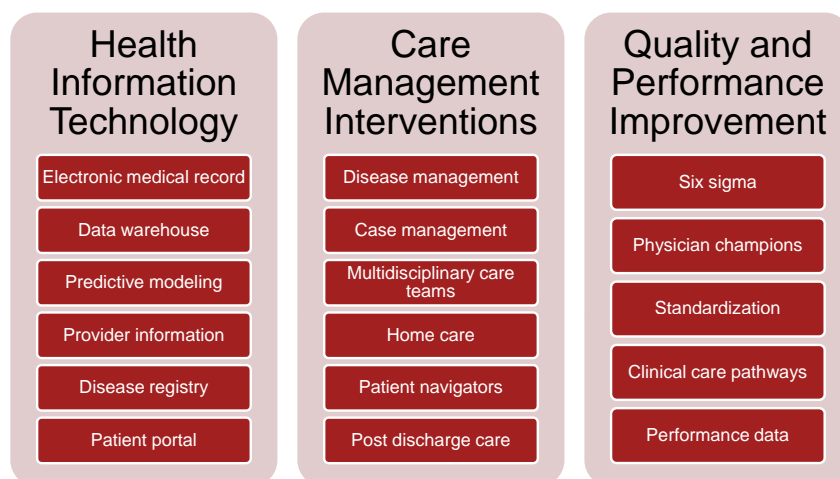 Health
Information
Technology
Electronic medical record
Data warehouse
Predictive modeling
Provider information
Disease registry
Patient portal
Care
Management
Interventions
Disease management
Case management
Multidisciplinary care
teams
Home care
Patient navigators
Post discharge care
Quality and
Performance
Improvement
Six sigma
Physician champions
Standardization
Clinical care pathways
Performance data